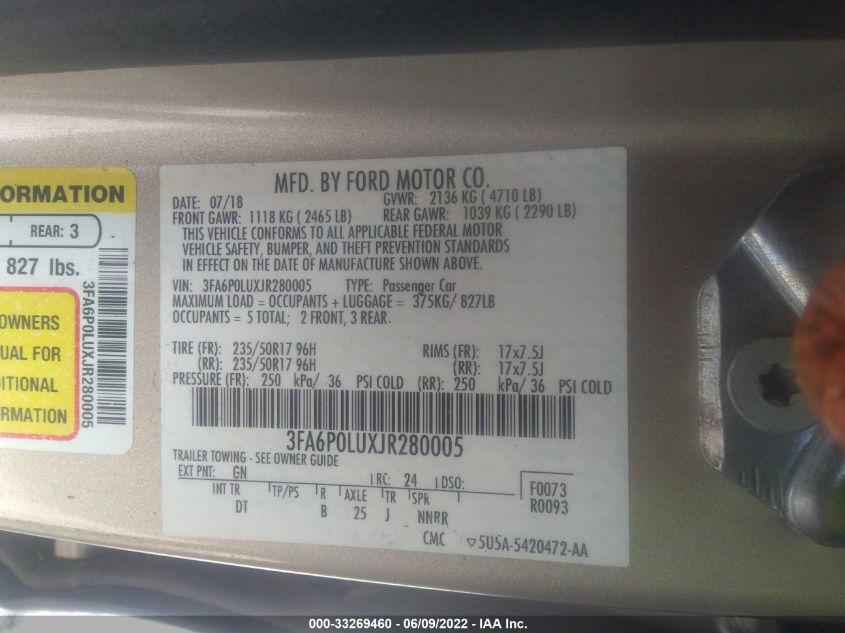 ORMATION
REAR: 3
827 lbs.
OWNERS
UAL FOR
DITIONAL
ORMATION
3FA6P0LUXJR280005
MFD. BY FORD MOTOR CO.
DATE: 07/18 GVWR: 2136 KG ( 4710 LB)
FRONT GAWR: 1118 KG ( 2465 LB) REAR GAWR: 1039 KG ( 2290 LB)
THIS VEHICLE CONFORMS TO ALL APPLICABLE FEDERAL MOTOR
VEHICLE SAFETY, BUMPER, AND THEFT PREVENTION STANDARDS
IN EFFECT ON THE DATE OF MANUFACTURE SHOWN ABOVE.
VIN: 3FA6P0LUXJR280005 TYPE: Passenger Car
MAXIMUM LOAD = OCCUPANTS + LUGGAGE = 375KG/ 827LB
OCCUPANTS = 5 TOTAL; 2 FRONT, 3 REAR.
TIRE (FR): 235/50R17 96H RIMS (FR): 17x7.5J
(RR): 235/50R17 96H (RR): 17x7.5J
PRESSURE (FR): 250 kPa/ 36 PSI COLD (RR): 250 kPa/ 36 PSI COLD
3FA6P0LUXJR280005
TRAILER TOWING - SEE OWNER GUIDE
EXT PNT: GN RC: 24 DSO: F0073
INT TR TP/PS R AXLE TR SPR R0093
DT B 25 J NNBR
CMC ▽5U5A-5420472-AA
000-33269460 - 06/09/2022 - IAA Inc.